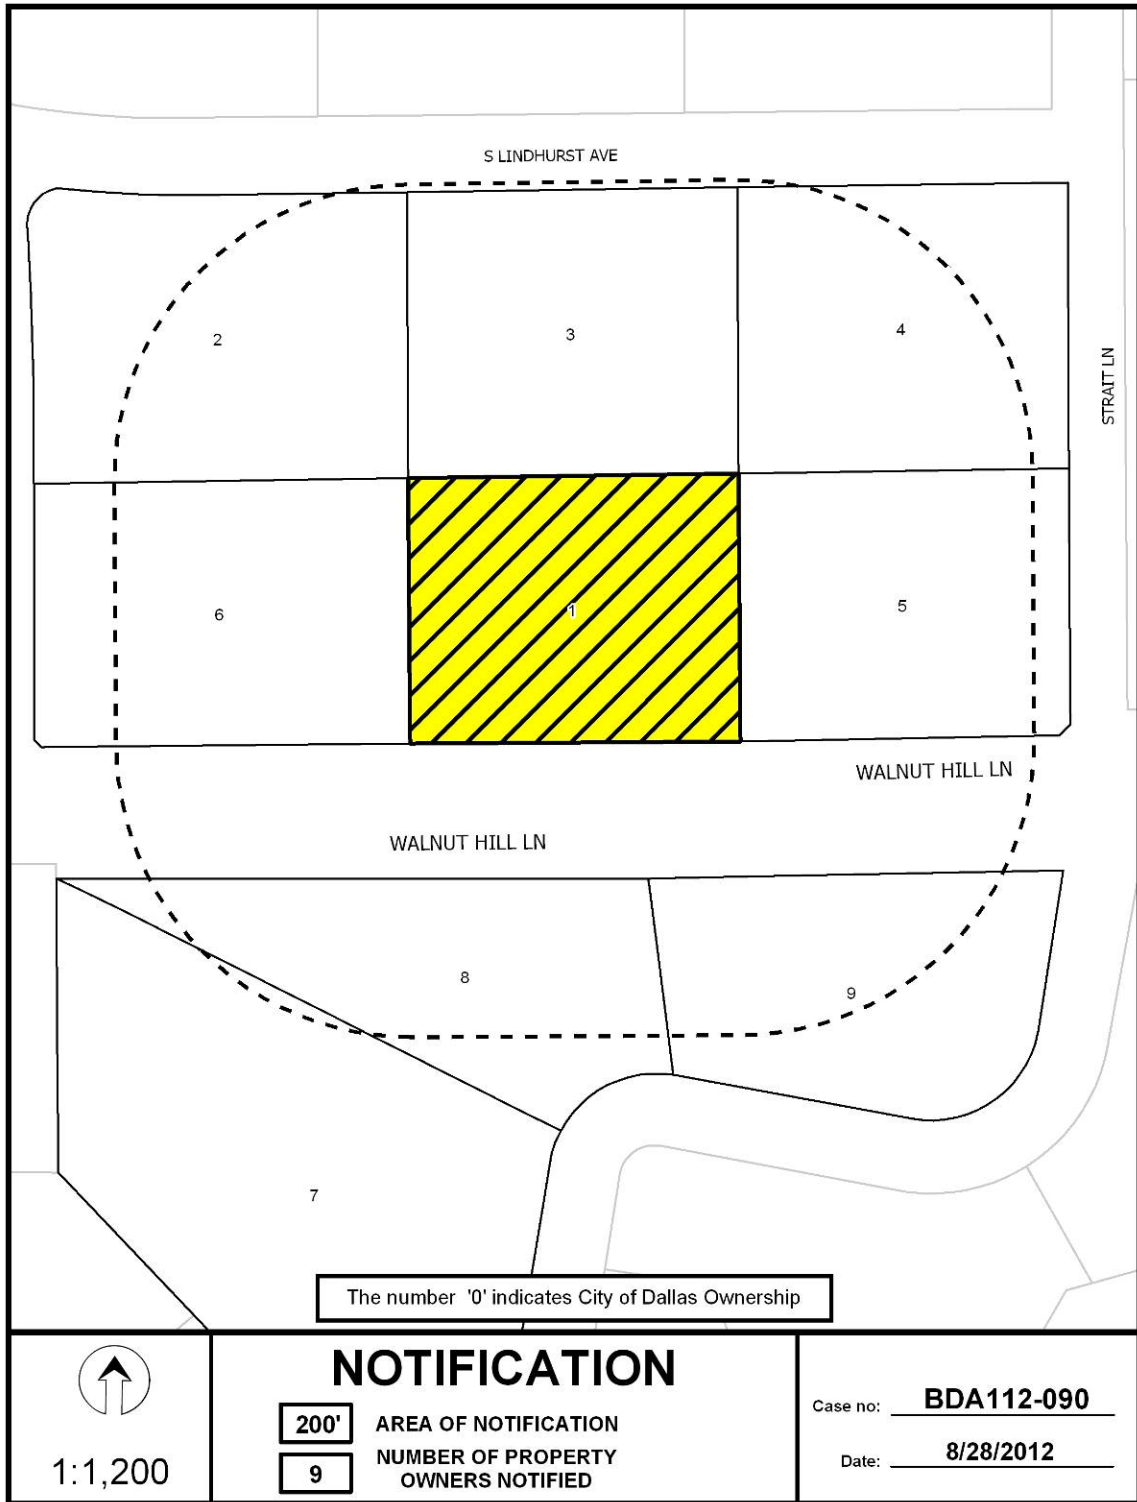 S LINDHURST AVE
2
3
4
STRAIT LN
6
1
5
WALNUT HILL LN
WALNUT HILL LN
8
9
7
The number '0' indicates City of Dallas Ownership
1:1,200
NOTIFICATION
200' AREA OF NOTIFICATION
9 NUMBER OF PROPERTY
OWNERS NOTIFIED
Case no: BDA112-090
Date: 8/28/2012